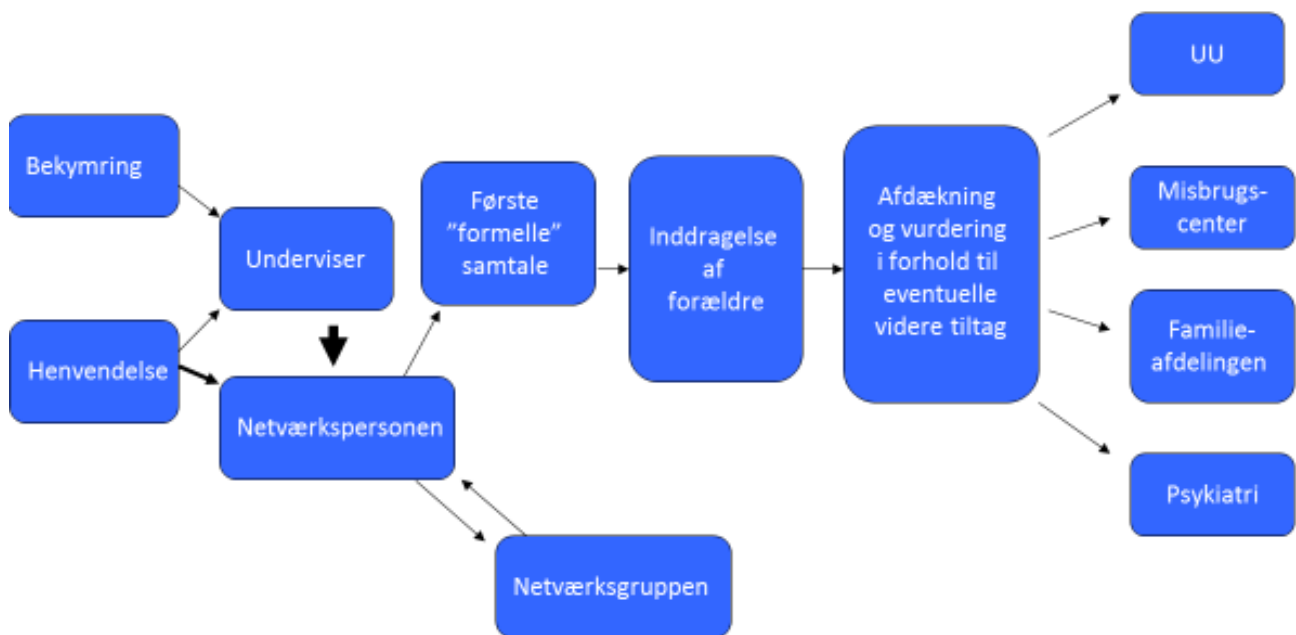 Bekymring
Henvendelse
Underviser
Netværkspersonen
Netværksgruppen
Første
”formelle”
samtale
Inddragelse
af
forældre
Afdækning
og vurdering
i forhold til
eventuelle
videre tiltag
UU
Misbrugs-
center
Familie-
afdelingen
Psykiatri